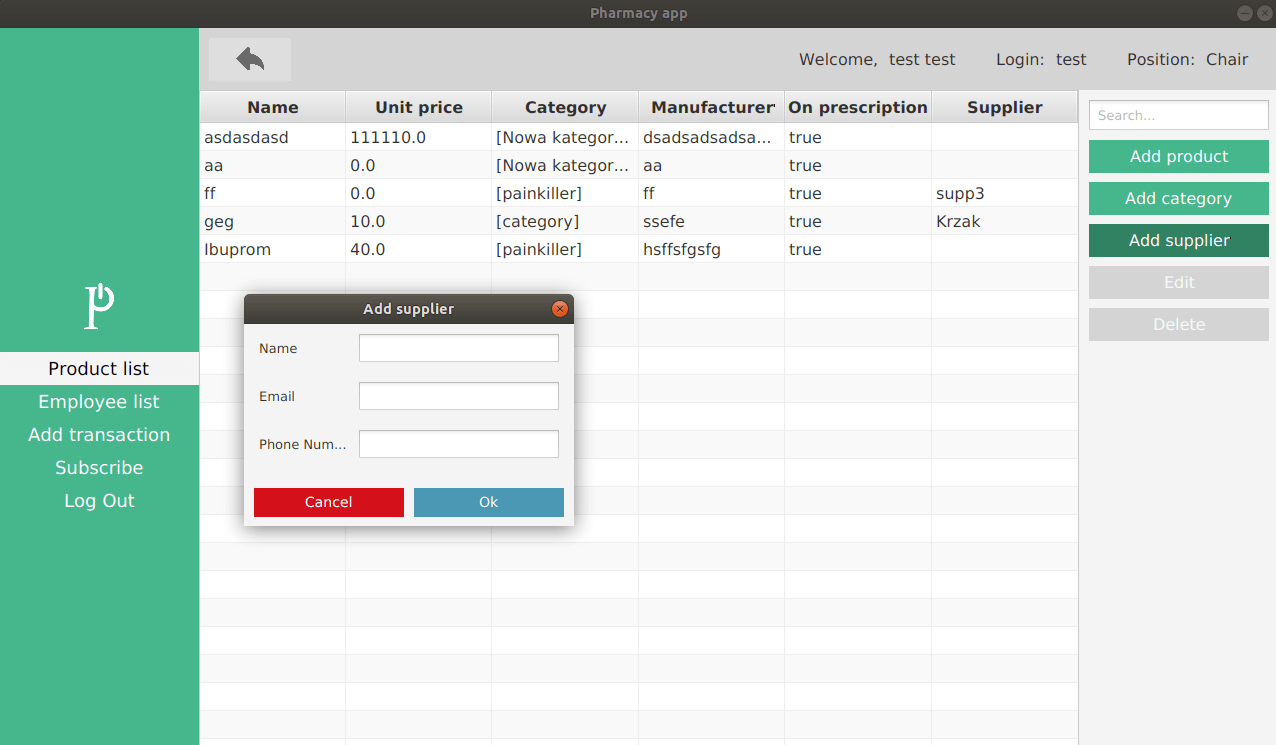 Pharmacy app
Welcome, test test Login: test Position: Chair
Name Unit price Category Manufacturer On prescription Supplier
asdasdasd 111110.0 [Nowa kategor... dsadsadsadsa... true
aa 0.0 [Nowa kategor... aa true
ff 0.0 [painkiller] ff true supp3
geg 10.0 [category] ssefe true Krzak
Ibuprom 40.0 [painkiller] hsffsfgsfg true
Search...
Add product
Add category
Add supplier
Edit
Delete
Product list
Employee list
Add transaction
Subscribe
Log Out
Add supplier
Name
Email
Phone Num...
Cancel Ok